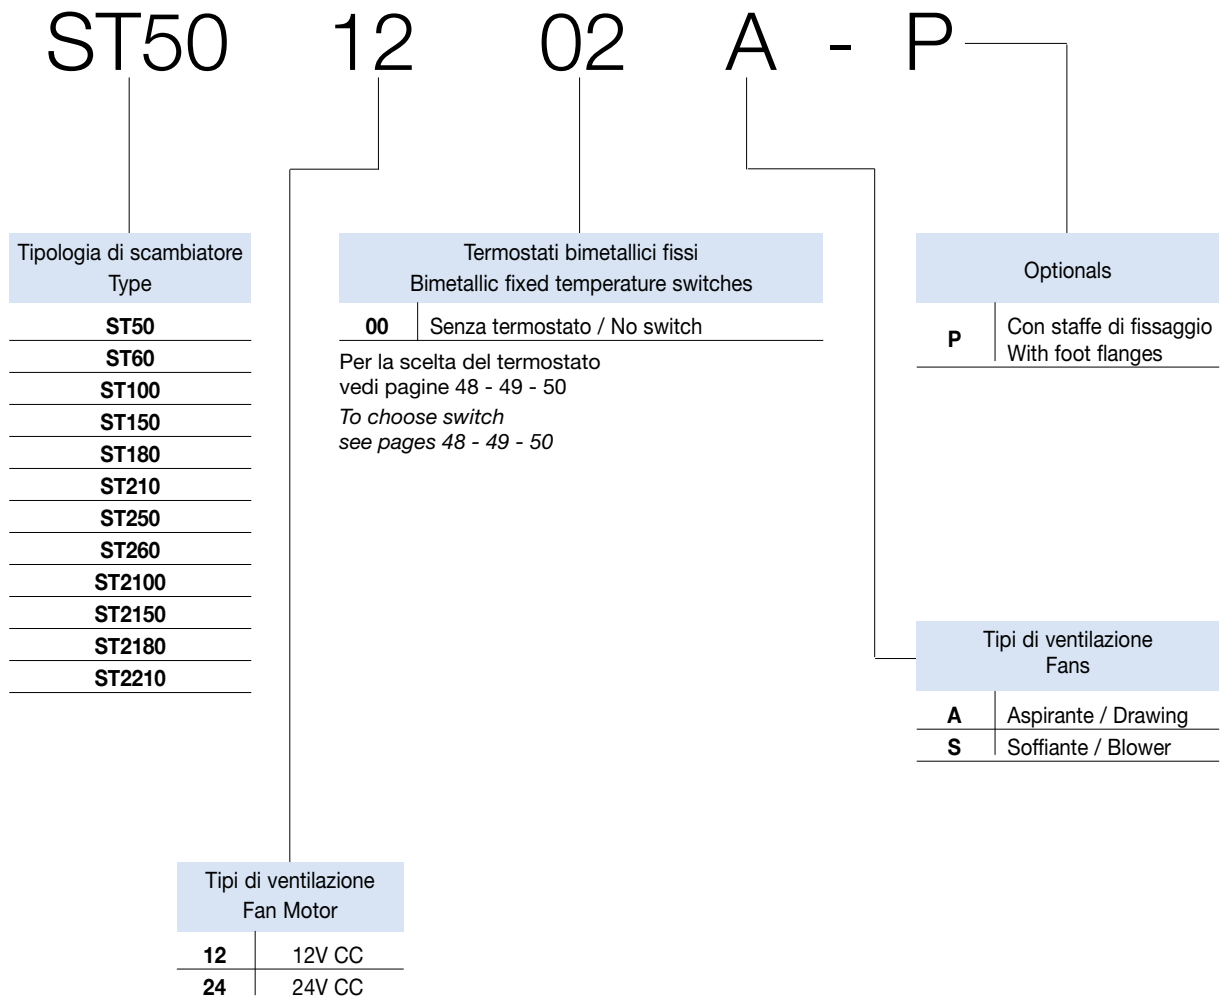 ST50 12 02 A - P
Tipologia di scambiatore
Type
ST50
ST60
ST100
ST150
ST180
ST210
ST250
ST260
ST2100
ST2150
ST2180
ST2210
Termostati bimetallici fissi
Bimetallic fixed temperature switches
00 Senza termostato / No switch
Per la scelta del termostato
vedi pagine 48 - 49 - 50
To choose switch
see pages 48 - 49 - 50
Optionals
P Con staffe di fissaggio
With foot flanges
Tipi di ventilazione
Fans
A Aspirante / Drawing
S Soffiante / Blower
Tipi di ventilazione
Fan Motor
12 12V CC
24 24V CC